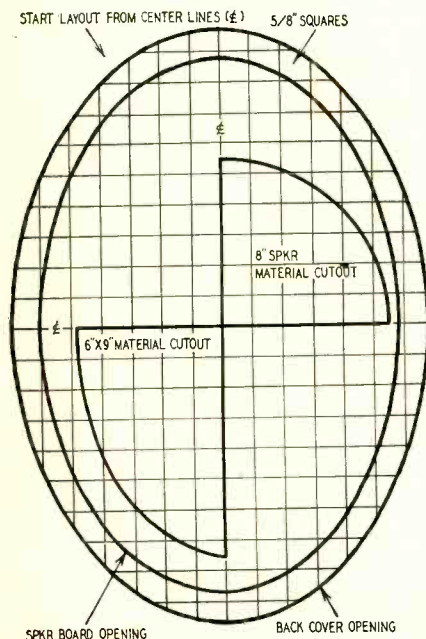 START LAYOUT FROM CENTER LINES (℄)
5/8" SQUARES
℄
8" SPKR
MATERIAL CUTOUT
℄
6"X9" MATERIAL CUTOUT
SPKR BOARD OPENING
BACK COVER OPENING